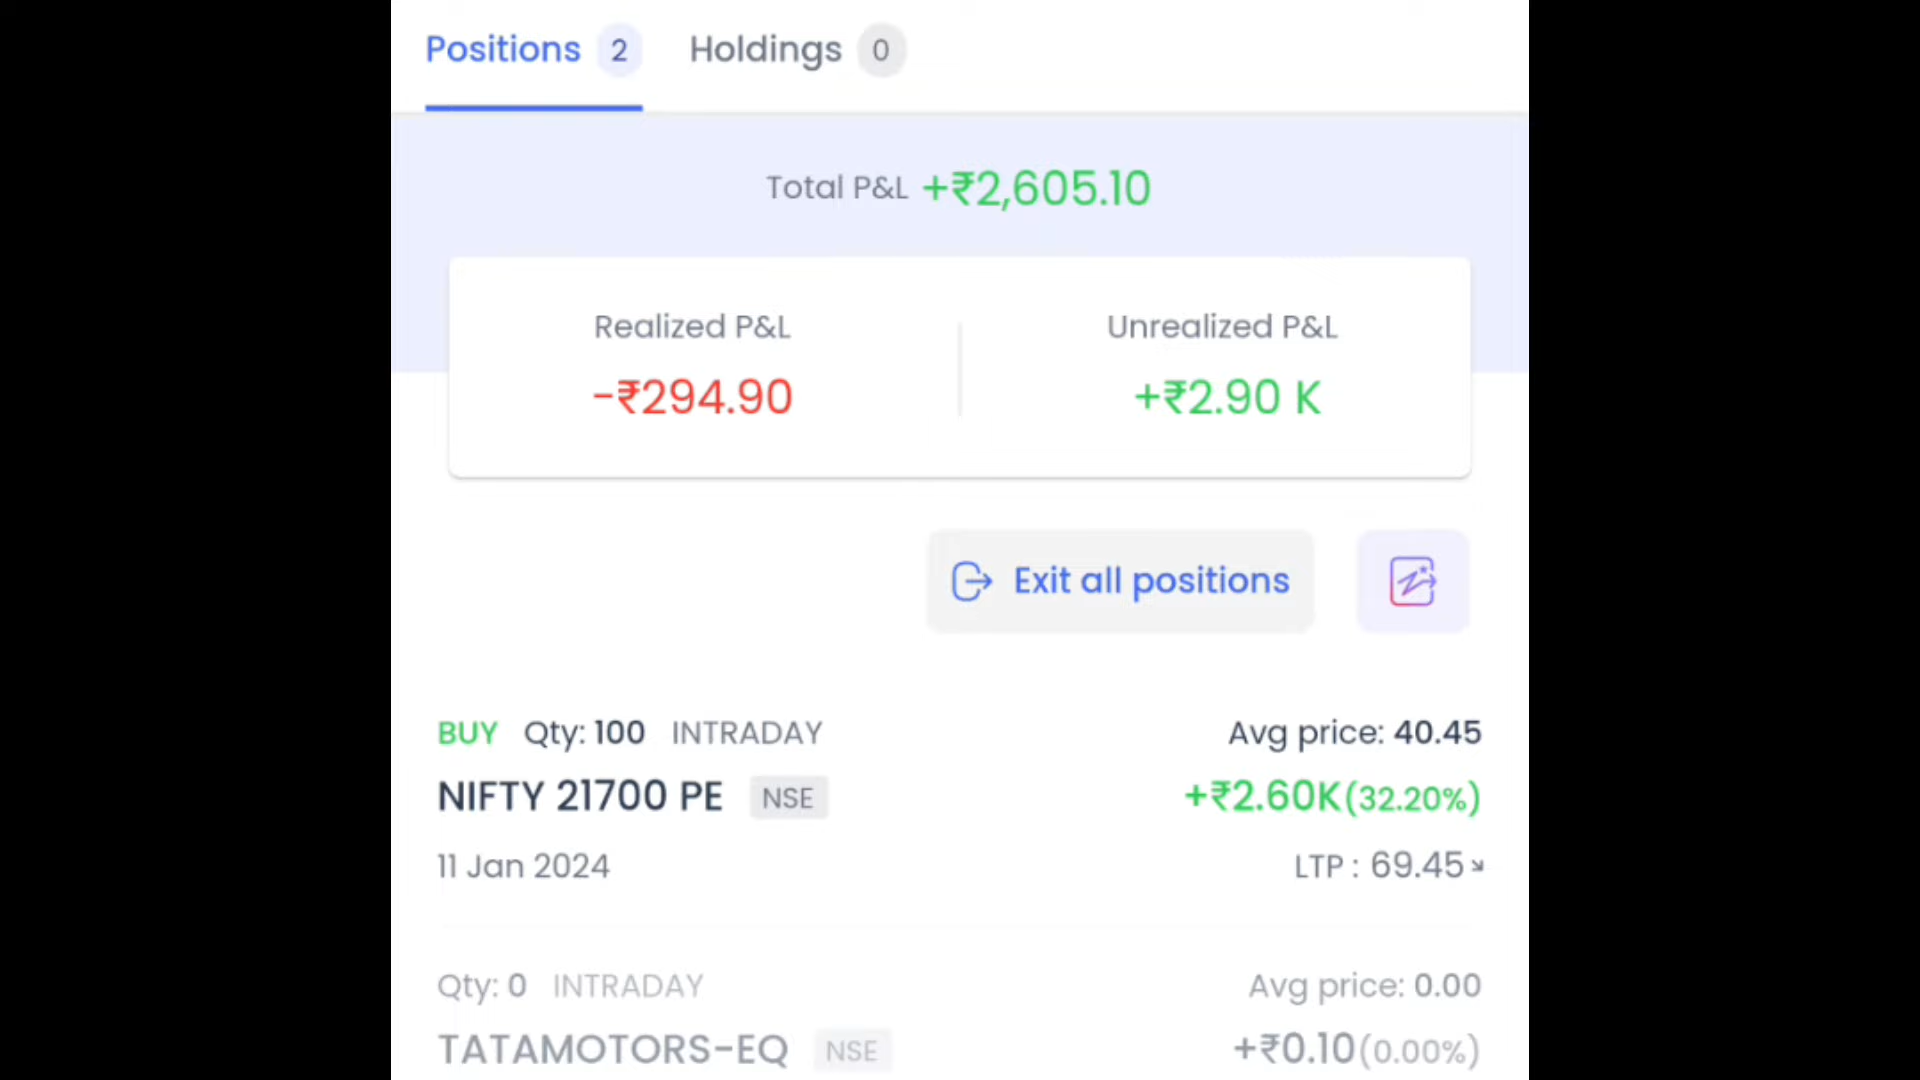 Positions 2 Holdings 0
Total P&L +₹2,605.10
Realized P&L Unrealized P&L
-₹294.90 +₹2.90 K
Exit all positions
BUY Qty: 100 INTRADAY Avg price: 40.45
NIFTY 21700 PE NSE +₹2.60K(32.20%)
11 Jan 2024 LTP : 69.45
Qty: 0 INTRADAY Avg price: 0.00
TATAMOTORS-EQ NSE +₹0.10(0.00%)